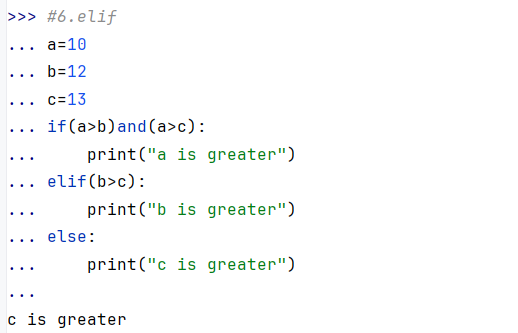 >>> #6.elif
... a=10
... b=12
... c=13
... if(a>b)and(a>c):
...     print("a is greater")
... elif(b>c):
...     print("b is greater")
... else:
...     print("c is greater")
...
c is greater